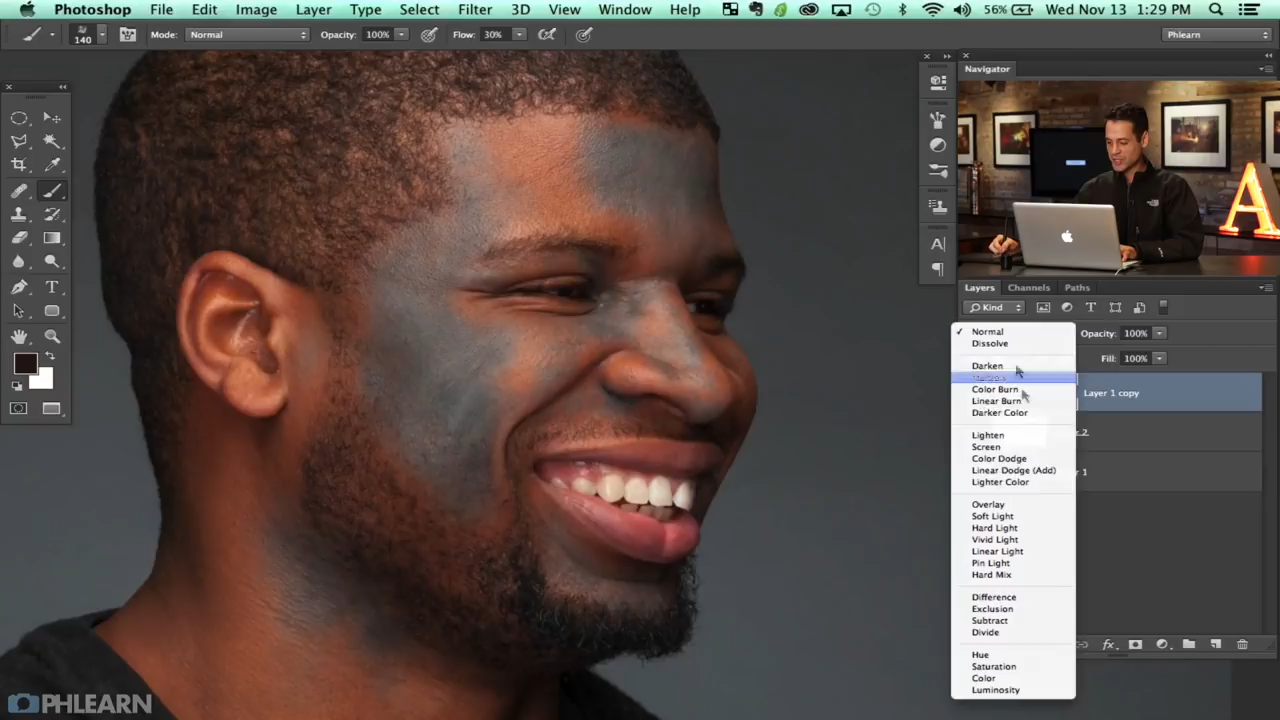 Photoshop File Edit Image Layer Type Select Filter 3D View Window Help 56% Wed Nov 13 1:29 PM
140 Mode: Normal Opacity: 100% Flow: 30% Phlearn
Navigator
A
Layers Channels Paths
Kind
Normal
Opacity: 100%
Dissolve
Fill: 100%
Darken
Color Burn
Layer 1 copy
Linear Burn
Darker Color
Lighten
2
Screen
Color Dodge
Linear Dodge (Add)
1
Lighter Color
Overlay
Soft Light
Hard Light
Vivid Light
Linear Light
Pin Light
Hard Mix
Difference
Exclusion
Subtract
Divide
fx
Hue
Saturation
Color
Luminosity
PHLEARN